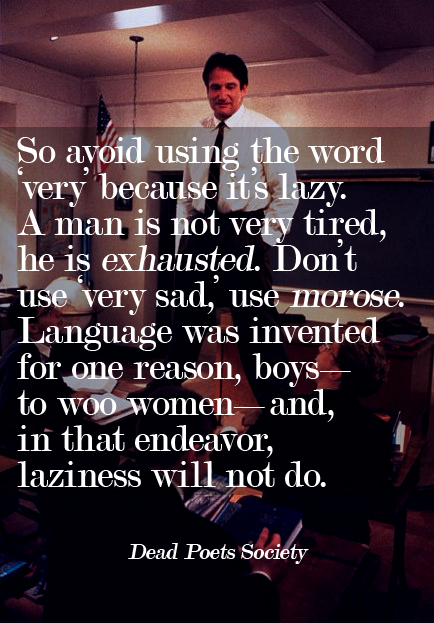 So avoid using the word
‘very’ because it’s lazy.
A man is not very tired,
he is exhausted. Don’t
use ‘very sad,’ use morose.
Language was invented
for one reason, boys—
to woo women—and,
in that endeavor,
laziness will not do.
Dead Poets Society